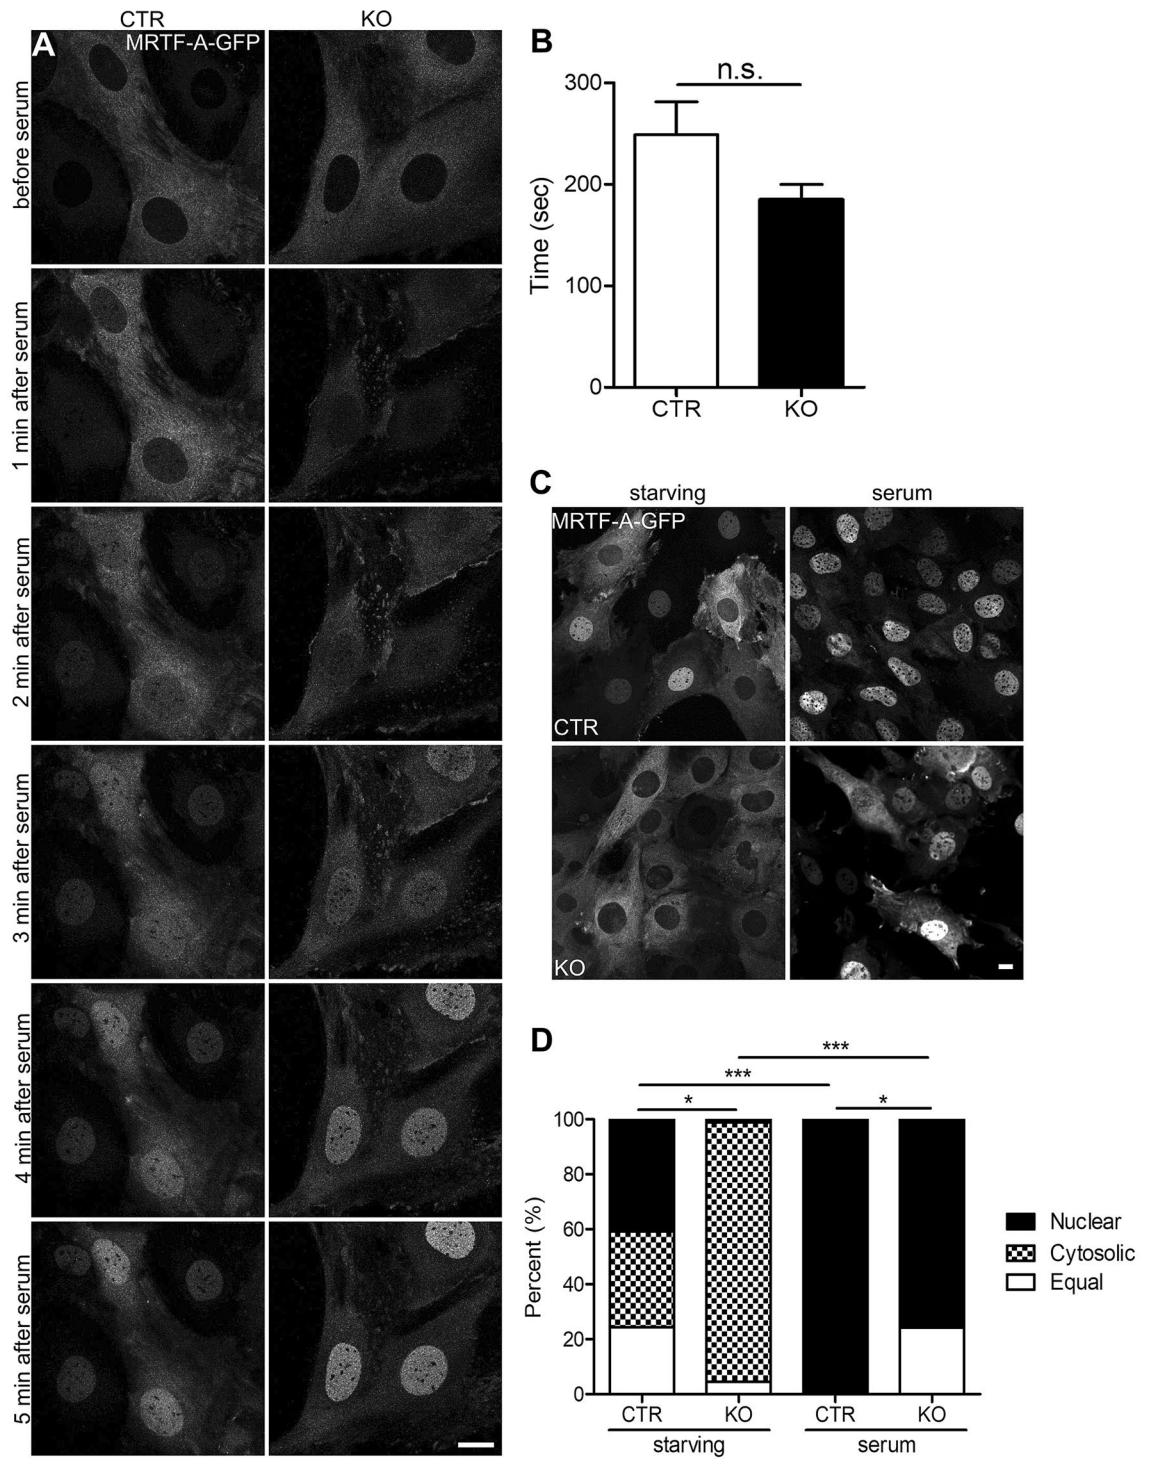 CTR
KO
A
MRTF-A-GFP
before serum
1 min after serum
2 min after serum
3 min after serum
4 min after serum
5 min after serum
B
n.s.
300
200
100
0
Time (sec)
CTR
KO
C
starving
serum
MRTF-A-GFP
CTR
KO
D
***
***
*
*
100
80
60
40
20
0
Percent (%)
CTR
KO
CTR
KO
starving
serum
Nuclear
Cytosolic
Equal